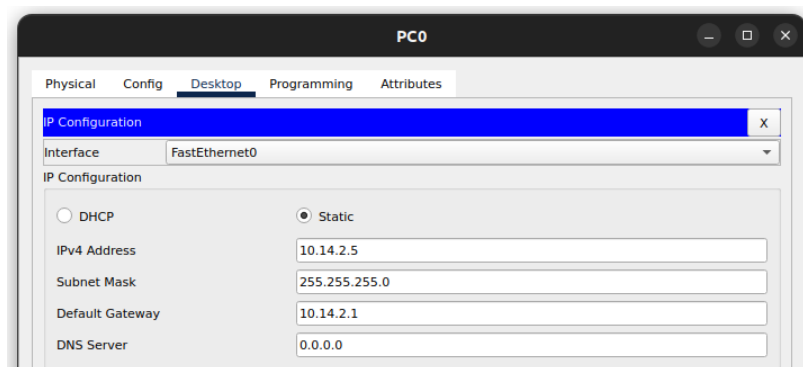 PC0
Physical Config Desktop Programming Attributes
IP Configuration X
Interface FastEthernet0
IP Configuration
DHCP Static
IPv4 Address 10.14.2.5
Subnet Mask 255.255.255.0
Default Gateway 10.14.2.1
DNS Server 0.0.0.0